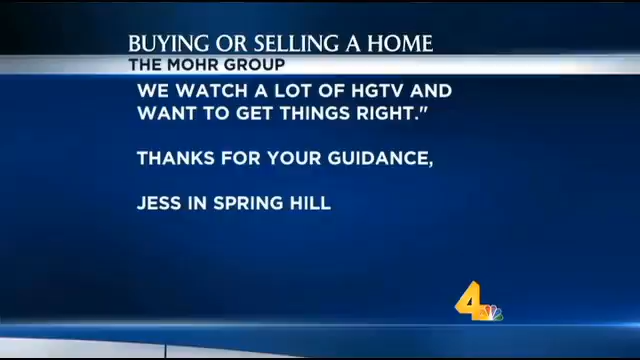 BUYING OR SELLING A HOME
THE MOHR GROUP
WE WATCH A LOT OF HGTV AND
WANT TO GET THINGS RIGHT."
THANKS FOR YOUR GUIDANCE,
JESS IN SPRING HILL
4